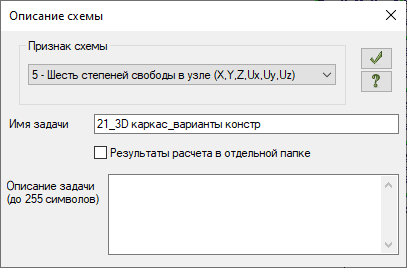 Описание схемы
Признак схемы
5 - Шесть степеней свободы в узле (X,Y,Z,Ux,Uy,Uz)
?
Имя задачи
21_3D каркас_варианты констр
Результаты расчета в отдельной папке
Описание задачи
(до 255 символов)